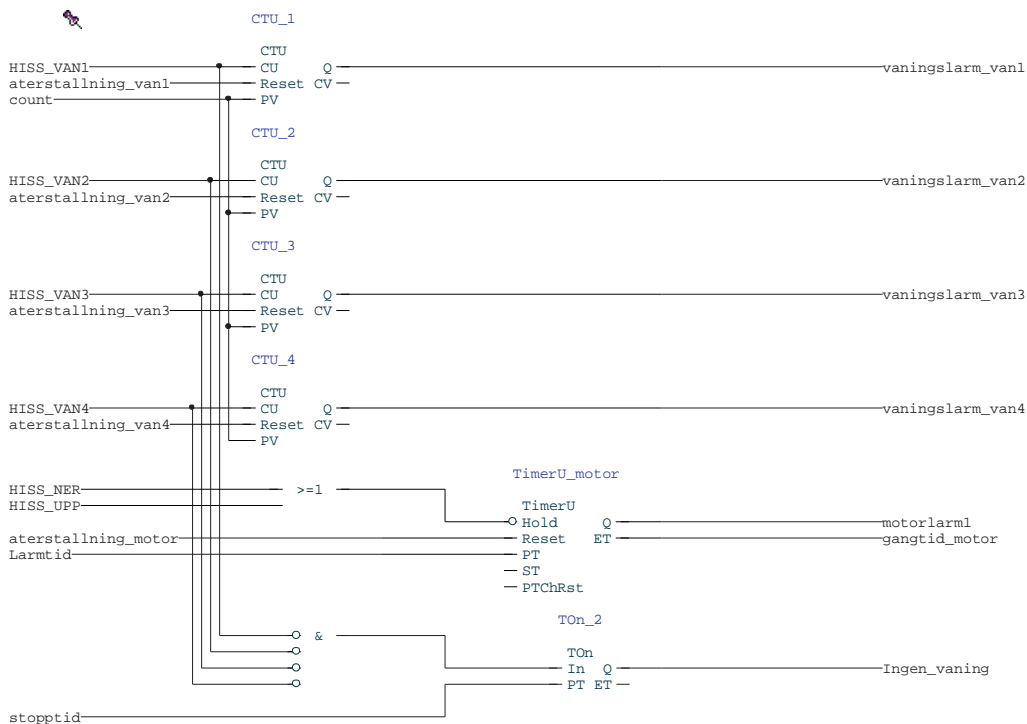 CTU_1
CTU
HISS_VAN1 CU Q vaningslarm_van1
aterstallning_van1 Reset CV
count PV
CTU_2
CTU
HISS_VAN2 CU Q vaningslarm_van2
aterstallning_van2 Reset CV
PV
CTU_3
CTU
HISS_VAN3 CU Q vaningslarm_van3
aterstallning_van3 Reset CV
PV
CTU_4
CTU
HISS_VAN4 CU Q vaningslarm_van4
aterstallning_van4 Reset CV
PV
TimerU_motor
HISS_NER >=1
HISS_UPP TimerU
Hold Q motorlarm1
aterstallning_motor Reset ET gangtid_motor
Larmtid PT
ST
PTChRst
TOn_2
&
TOn
In Q Ingen_vaning
PT ET
stopptid